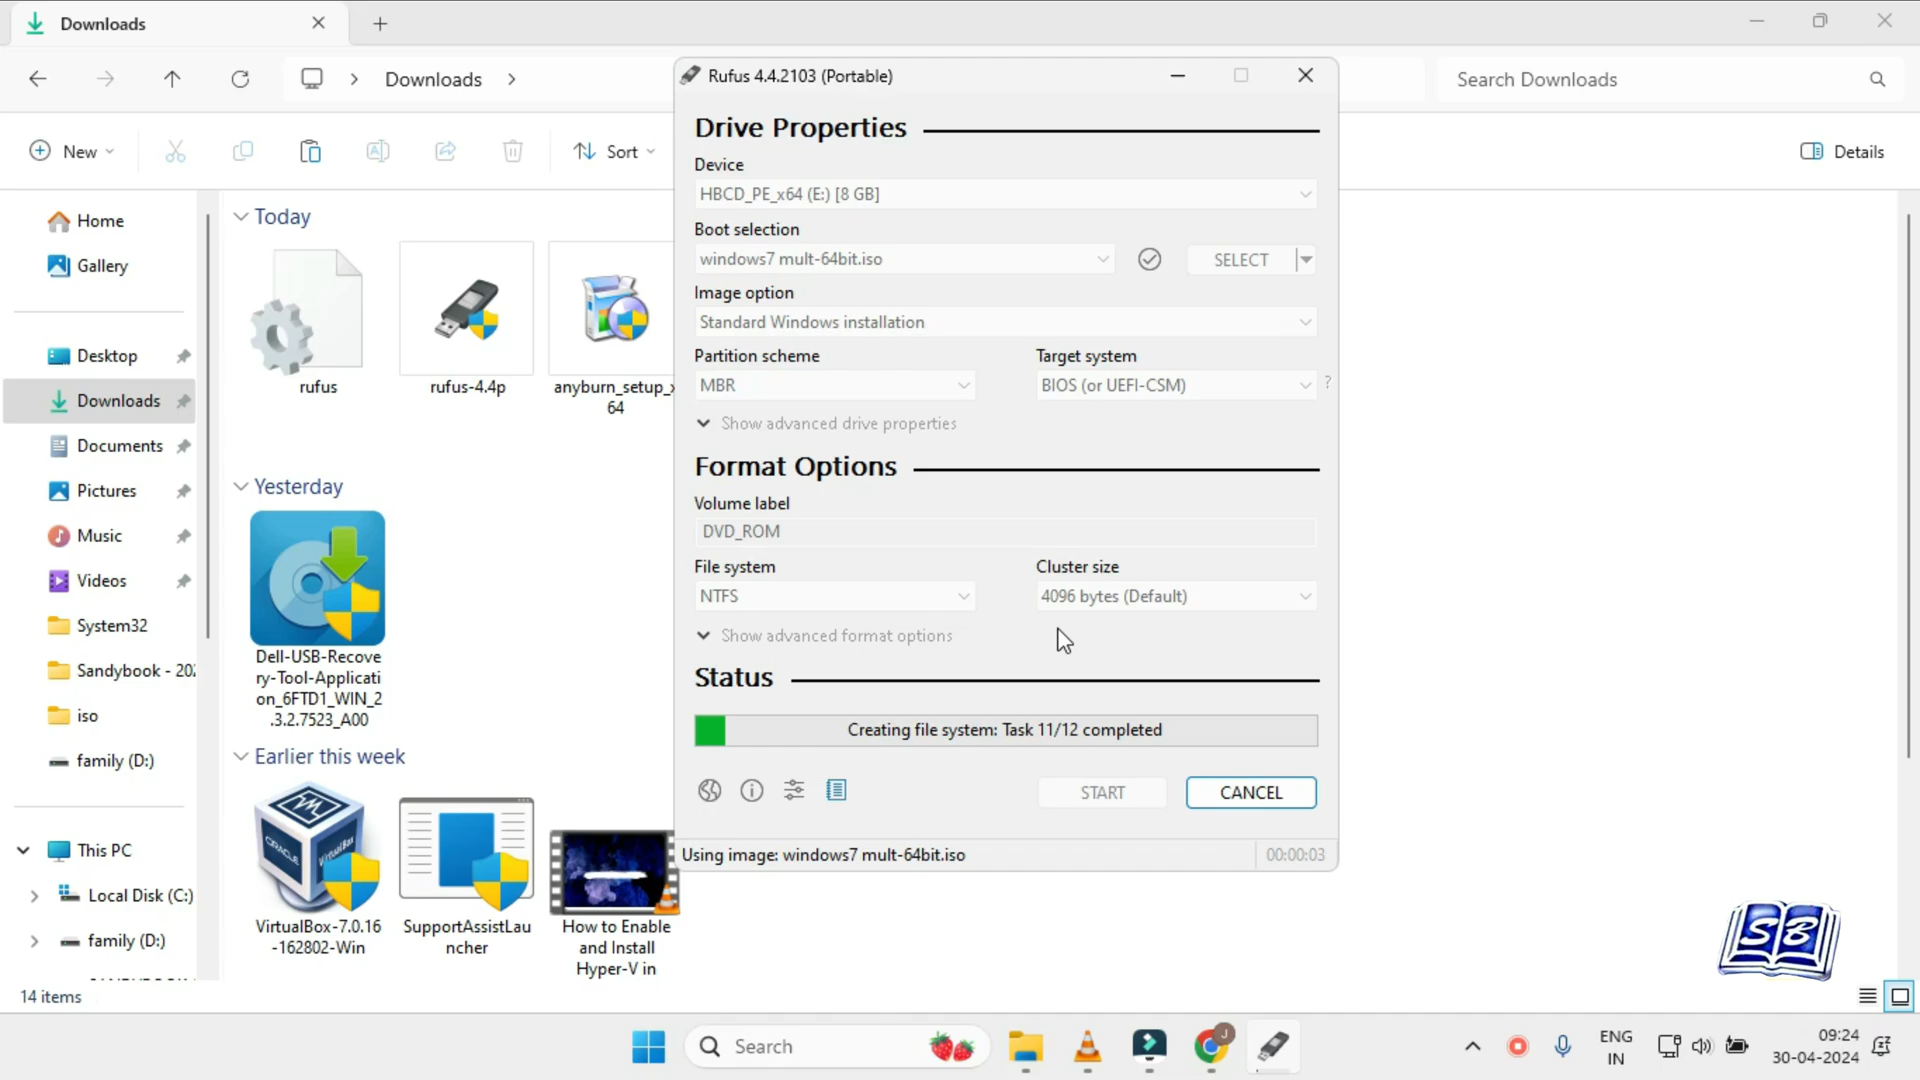 Downloads
Downloads
Search Downloads
New
Sort
Details
Home
Gallery
Desktop
Downloads
Documents
Pictures
Music
Videos
System32
Sandybook - 20
iso
family (D:)
This PC
Local Disk (C:)
family (D:)
14 items
Today
rufus
rufus-4.4p
anyburn_setup_x
64
Yesterday
Dell-USB-Recove
ry-Tool-Applicati
on_6FTD1_WIN_2
.3.2.7523_A00
Earlier this week
ORACLE
VirtualBox-7.0.16
-162802-Win
SupportAssistLau
ncher
How to Enable
and Install
Hyper-V in
Rufus 4.4.2103 (Portable)
Drive Properties
Device
HBCD_PE_x64 (E:) [8 GB]
Boot selection
windows7 mult-64bit.iso
SELECT
Image option
Standard Windows installation
Partition scheme
Target system
MBR
BIOS (or UEFI-CSM)
?
Show advanced drive properties
Format Options
Volume label
DVD_ROM
File system
Cluster size
NTFS
4096 bytes (Default)
Show advanced format options
Status
Creating file system: Task 11/12 completed
START
CANCEL
Using image: windows7 mult-64bit.iso
00:00:03
SB
Search
J
ENG
IN
09:24
30-04-2024